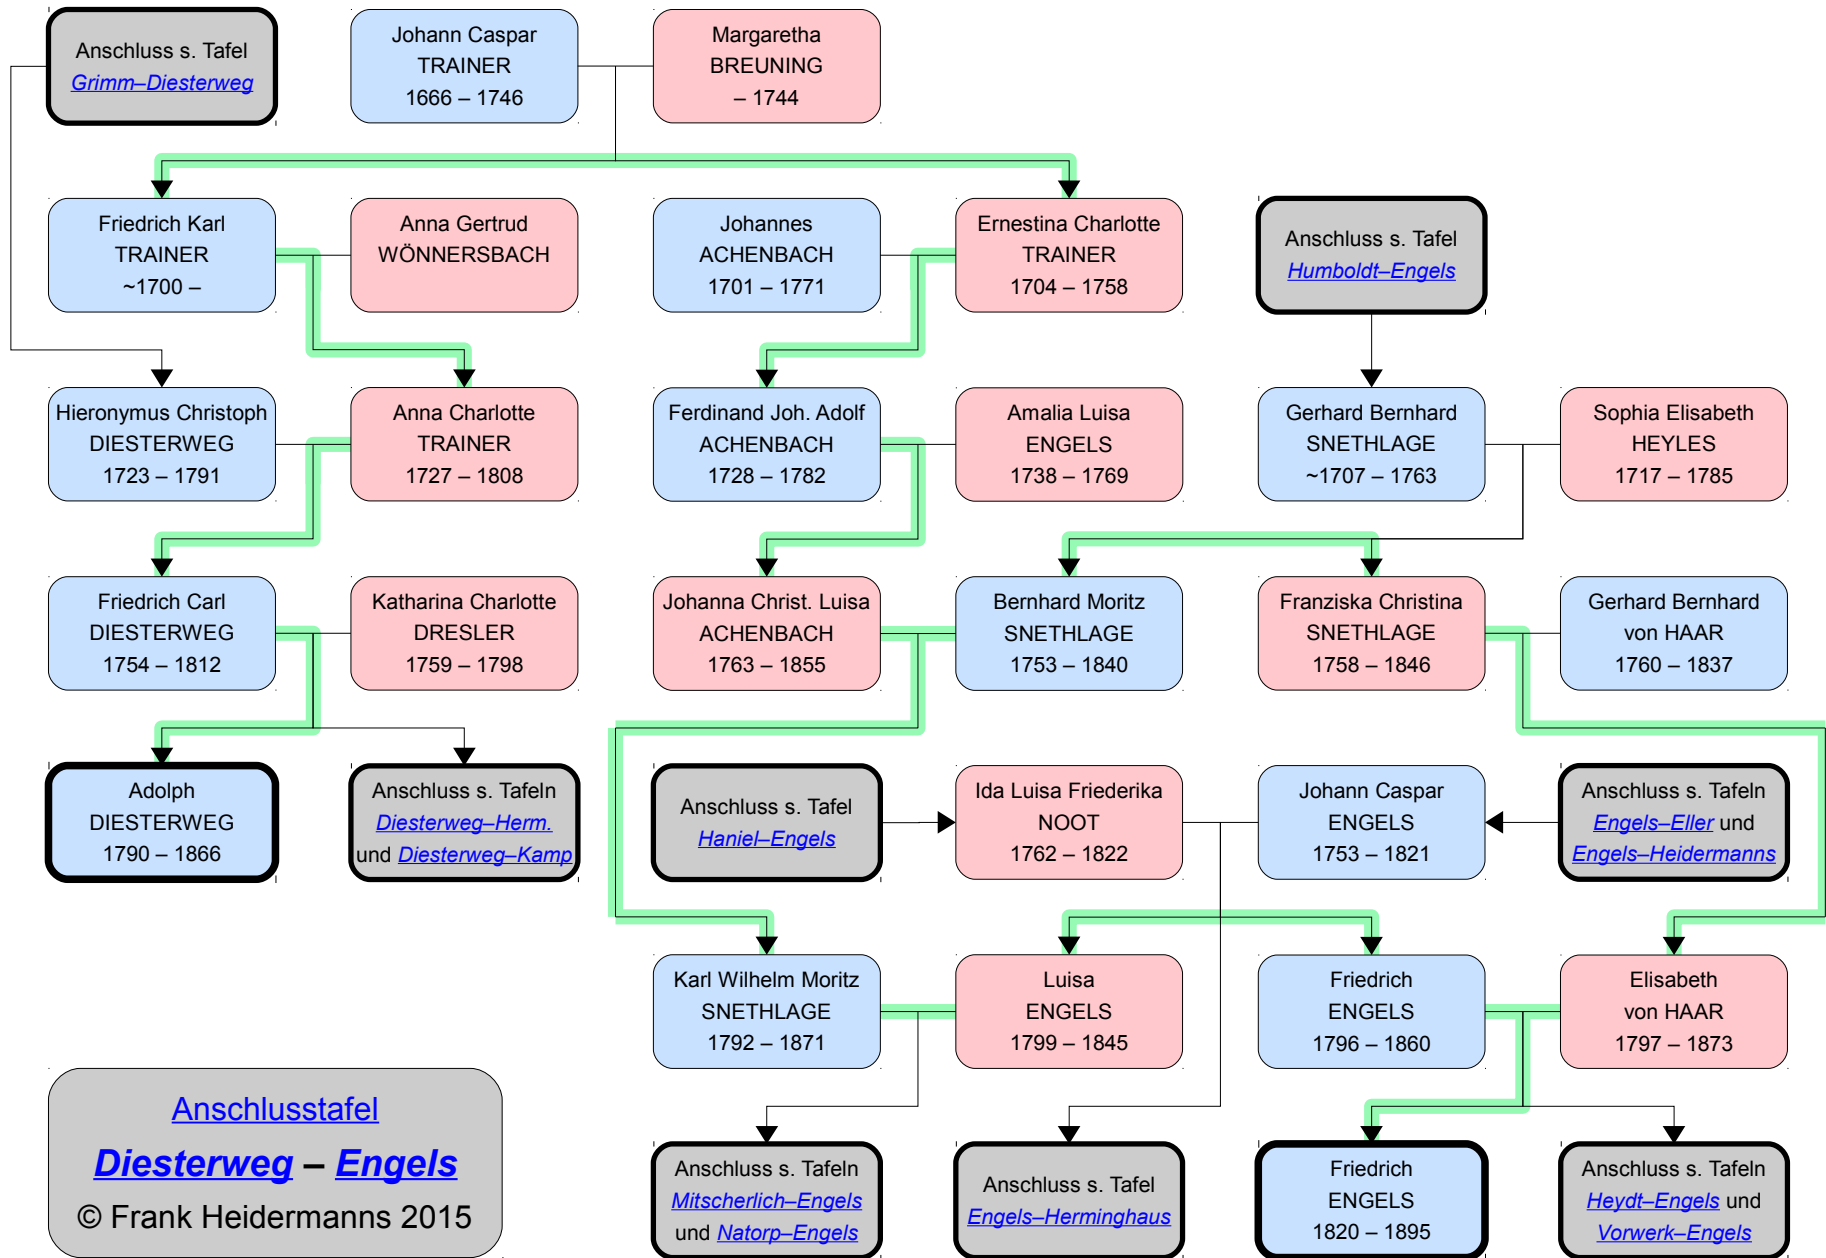 Anschluss s. Tafel
Grimm–Diesterweg
Johann Caspar
TRAINER
1666 – 1746
Margaretha
BREUNING
– 1744
Friedrich Karl
TRAINER
~1700 –
Anna Gertrud
WÖNNERSBACH
Johannes
ACHENBACH
1701 – 1771
Ernestina Charlotte
TRAINER
1704 – 1758
Anschluss s. Tafel
Humboldt–Engels
Hieronymus Christoph
DIESTERWEG
1723 – 1791
Anna Charlotte
TRAINER
1727 – 1808
Ferdinand Joh. Adolf
ACHENBACH
1728 – 1782
Amalia Luisa
ENGELS
1738 – 1769
Gerhard Bernhard
SNETHLAGE
~1707 – 1763
Sophia Elisabeth
HEYLES
1717 – 1785
Friedrich Carl
DIESTERWEG
1754 – 1812
Katharina Charlotte
DRESLER
1759 – 1798
Johanna Christ. Luisa
ACHENBACH
1763 – 1855
Bernhard Moritz
SNETHLAGE
1753 – 1840
Franziska Christina
SNETHLAGE
1758 – 1846
Gerhard Bernhard
von HAAR
1760 – 1837
Adolph
DIESTERWEG
1790 – 1866
Anschluss s. Tafeln
Diesterweg–Herm.
und Diesterweg–Kamp
Anschluss s. Tafel
Haniel–Engels
Ida Luisa Friederika
NOOT
1762 – 1822
Johann Caspar
ENGELS
1753 – 1821
Anschluss s. Tafeln
Engels–Eller und
Engels–Heidermanns
Karl Wilhelm Moritz
SNETHLAGE
1792 – 1871
Luisa
ENGELS
1799 – 1845
Friedrich
ENGELS
1796 – 1860
Elisabeth
von HAAR
1797 – 1873
Anschlusstafel
Diesterweg – Engels
© Frank Heidermanns 2015
Anschluss s. Tafeln
Mitscherlich–Engels
und Natorp–Engels
Anschluss s. Tafel
Engels–Herminghaus
Friedrich
ENGELS
1820 – 1895
Anschluss s. Tafeln
Heydt–Engels und
Vorwerk–Engels